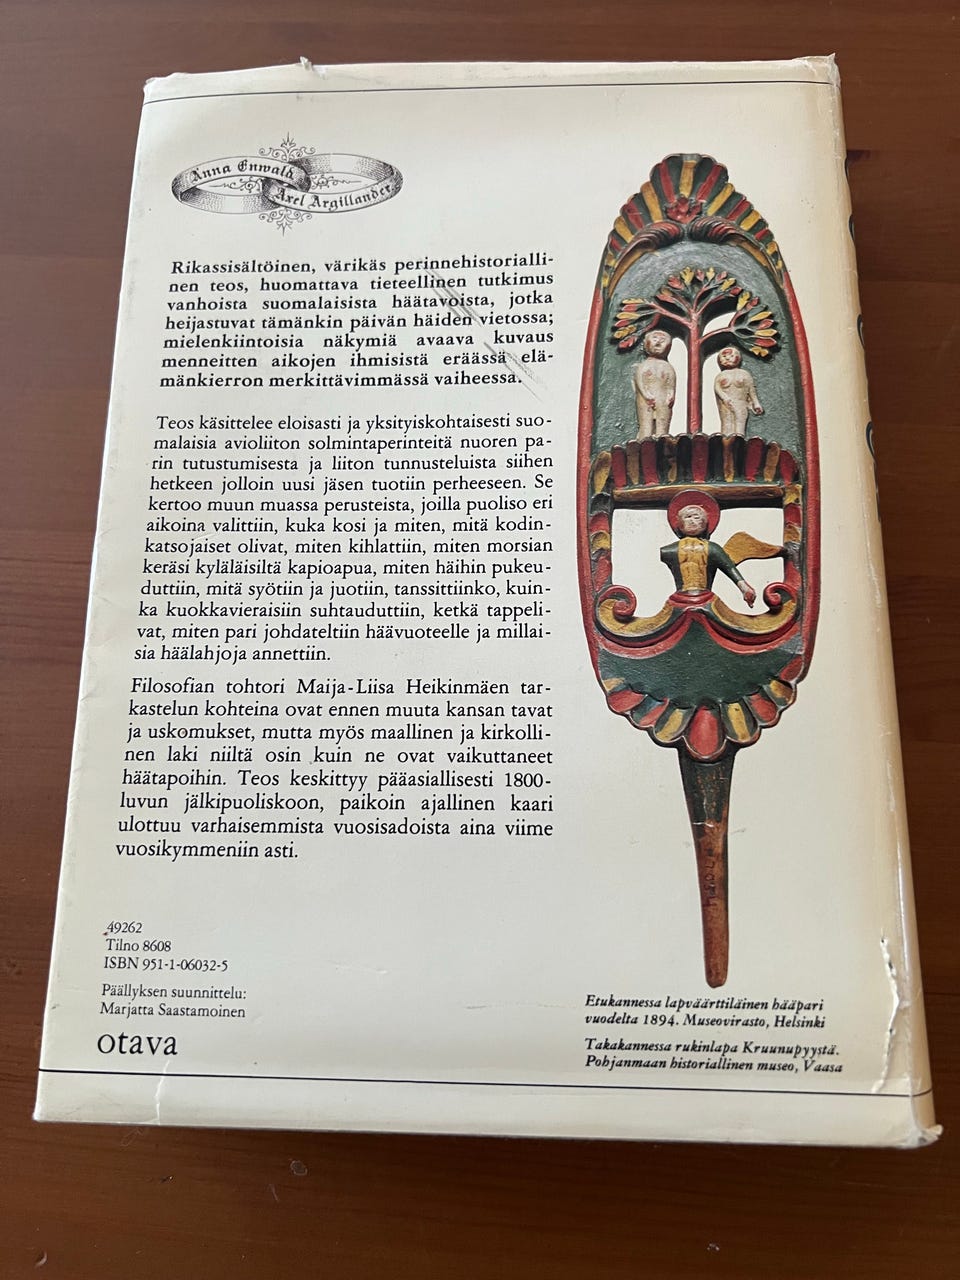 Anna Enwald
Axel Argillander
Rikassisältöinen, värikäs perinnehistorialli-
nen teos, huomattava tieteellinen tutkimus
vanhoista suomalaisista häätavoista, jotka
heijastuvat tämänkin päivän häiden vietossa;
mielenkiintoisia näkymiä avaava kuvaus
menneitten aikojen ihmisistä eräässä elä-
mänkierron merkittävimmässä vaiheessa.
Teos käsittelee eloisasti ja yksityiskohtaisesti suo-
malaisia avioliiton solmintaperinteitä nuoren pa-
rin tutustumisesta ja liiton tunnusteluista siihen
hetkeen jolloin uusi jäsen tuotiin perheeseen. Se
kertoo muun muassa perusteista, joilla puoliso eri
aikoina valittiin, kuka kosi ja miten, mitä kodin-
katsojaiset olivat, miten kihlattiin, miten morsian
keräsi kyläläisiltä kapioapua, miten häihin pukeu-
duttiin, mitä syötiin ja juotiin, tanssittiinko, kuin-
ka kuokkavieraisiin suhtauduttiin, ketkä tappeli-
vat, miten pari johdateltiin häävuoteelle ja millai-
sia häälahjoja annettiin.
Filosofian tohtori Maija-Liisa Heikinmäen tar-
kastelun kohteina ovat ennen muuta kansan tavat
ja uskomukset, mutta myös maallinen ja kirkolli-
nen laki niiltä osin kuin ne ovat vaikuttaneet
häätapoihin. Teos keskittyy pääasiallisesti 1800-
luvun jälkipuoliskoon, paikoin ajallinen kaari
ulottuu varhaisemmista vuosisadoista aina viime
vuosikymmeniin asti.
49262
Tilno 8608
ISBN 951-1-06032-5
Päällyksen suunnittelu:
Marjatta Saastamoinen
otava
Etukannessa lapväärttiläinen hääpari
vuodelta 1894. Museovirasto, Helsinki
Takakannessa rukinlapa Kruunupyystä.
Pohjanmaan historiallinen museo, Vaasa